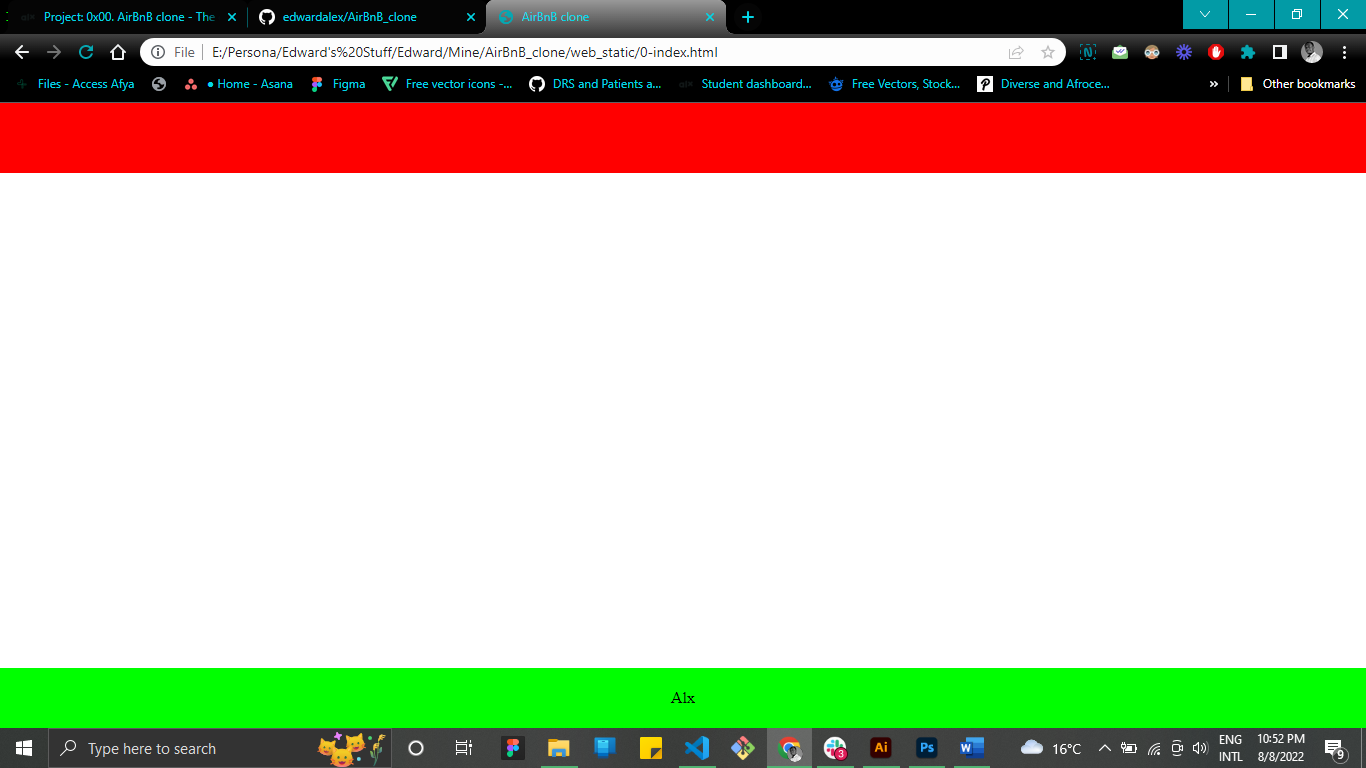 Project: 0x00. AirBnB clone - The
edwardalex/AirBnB_clone
AirBnB clone
File
E:/Persona/Edward's%20Stuff/Edward/Mine/AirBnB_clone/web_static/0-index.html
Files - Access Afya
• Home - Asana
Figma
Free vector icons -...
DRS and Patients a...
Student dashboard...
Free Vectors, Stock...
Diverse and Afroce...
»
Other bookmarks
Alx
Type here to search
3
Ai
Ps
W
16°C
ENG
INTL
10:52 PM
8/8/2022
9